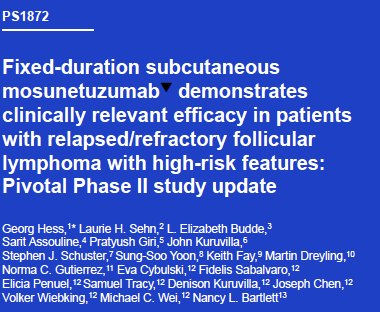 PS1872
Fixed-duration subcutaneous
mosunetuzumab▼ demonstrates
clinically relevant efficacy in patients
with relapsed/refractory follicular
lymphoma with high-risk features:
Pivotal Phase II study update
Georg Hess,¹* Laurie H. Sehn,² L. Elizabeth Budde,³
Sarit Assouline,⁴ Pratyush Giri,⁵ John Kuruvilla,⁶
Stephen J. Schuster,⁷ Sung-Soo Yoon,⁸ Keith Fay,⁹ Martin Dreyling,¹⁰
Norma C. Gutierrez,¹¹ Eva Cybulski,¹² Fidelis Sabalvaro,¹²
Elicia Penuel,¹² Samuel Tracy,¹² Denison Kuruvilla,¹² Joseph Chen,¹²
Volker Wiebking,¹² Michael C. Wei,¹² Nancy L. Bartlett¹³